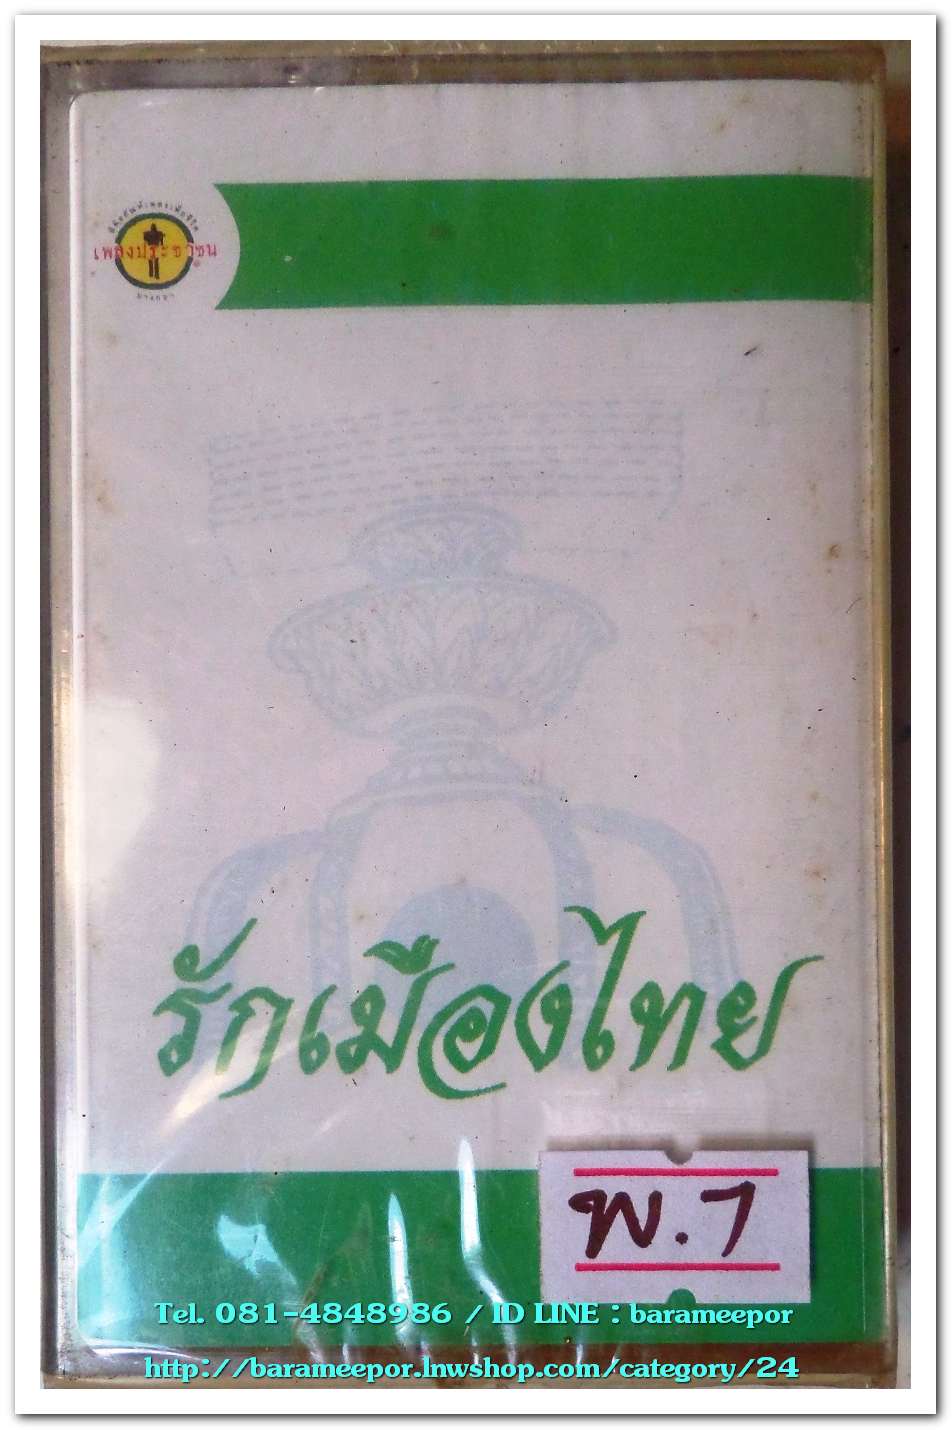 เพลงประชาชน
รักเมืองไทย
พ.7
Tel. 081-4848986 / ID LINE : barameepor
http://barameepor.lnwshop.com/category/24